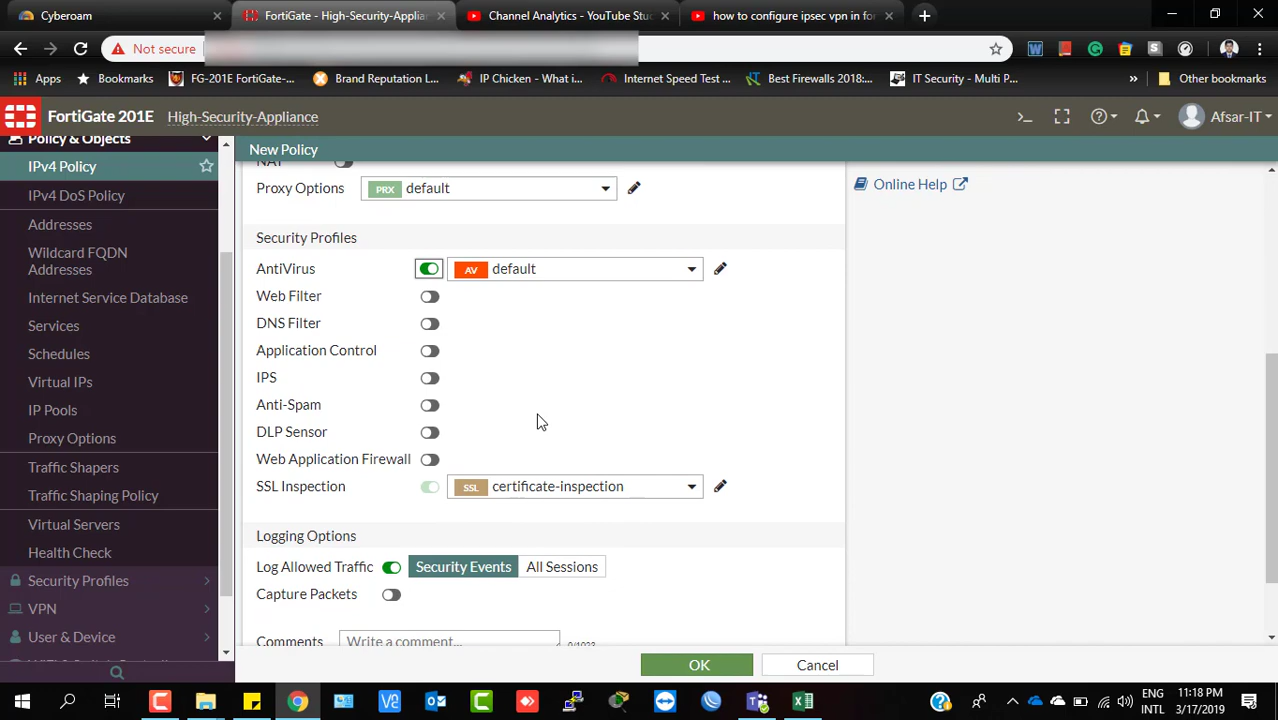 Cyberoam
FortiGate - High-Security-Applia
Channel Analytics - YouTube Stu
how to configure ipsec vpn in for
Not secure
Apps
Bookmarks
FG-201E FortiGate-...
Brand Reputation L...
IP Chicken - What i...
Internet Speed Test ...
Best Firewalls 2018:...
IT Security - Multi P...
»
Other bookmarks
FortiGate 201E
High-Security-Appliance
Afsar-IT
Policy & Objects
New Policy
IPv4 Policy
IPv4 DoS Policy
Addresses
Wildcard FQDN
Addresses
Internet Service Database
Services
Schedules
Virtual IPs
IP Pools
Proxy Options
Traffic Shapers
Traffic Shaping Policy
Virtual Servers
Health Check
Security Profiles
VPN
User & Device
NAT
Proxy Options
PRX default
Online Help
Security Profiles
AntiVirus
AV default
Web Filter
DNS Filter
Application Control
IPS
Anti-Spam
DLP Sensor
Web Application Firewall
SSL Inspection
SSL certificate-inspection
Logging Options
Log Allowed Traffic
Security Events
All Sessions
Capture Packets
Comments
Write a comment...
0/1023
OK
Cancel
ENG
INTL
11:18 PM
3/17/2019